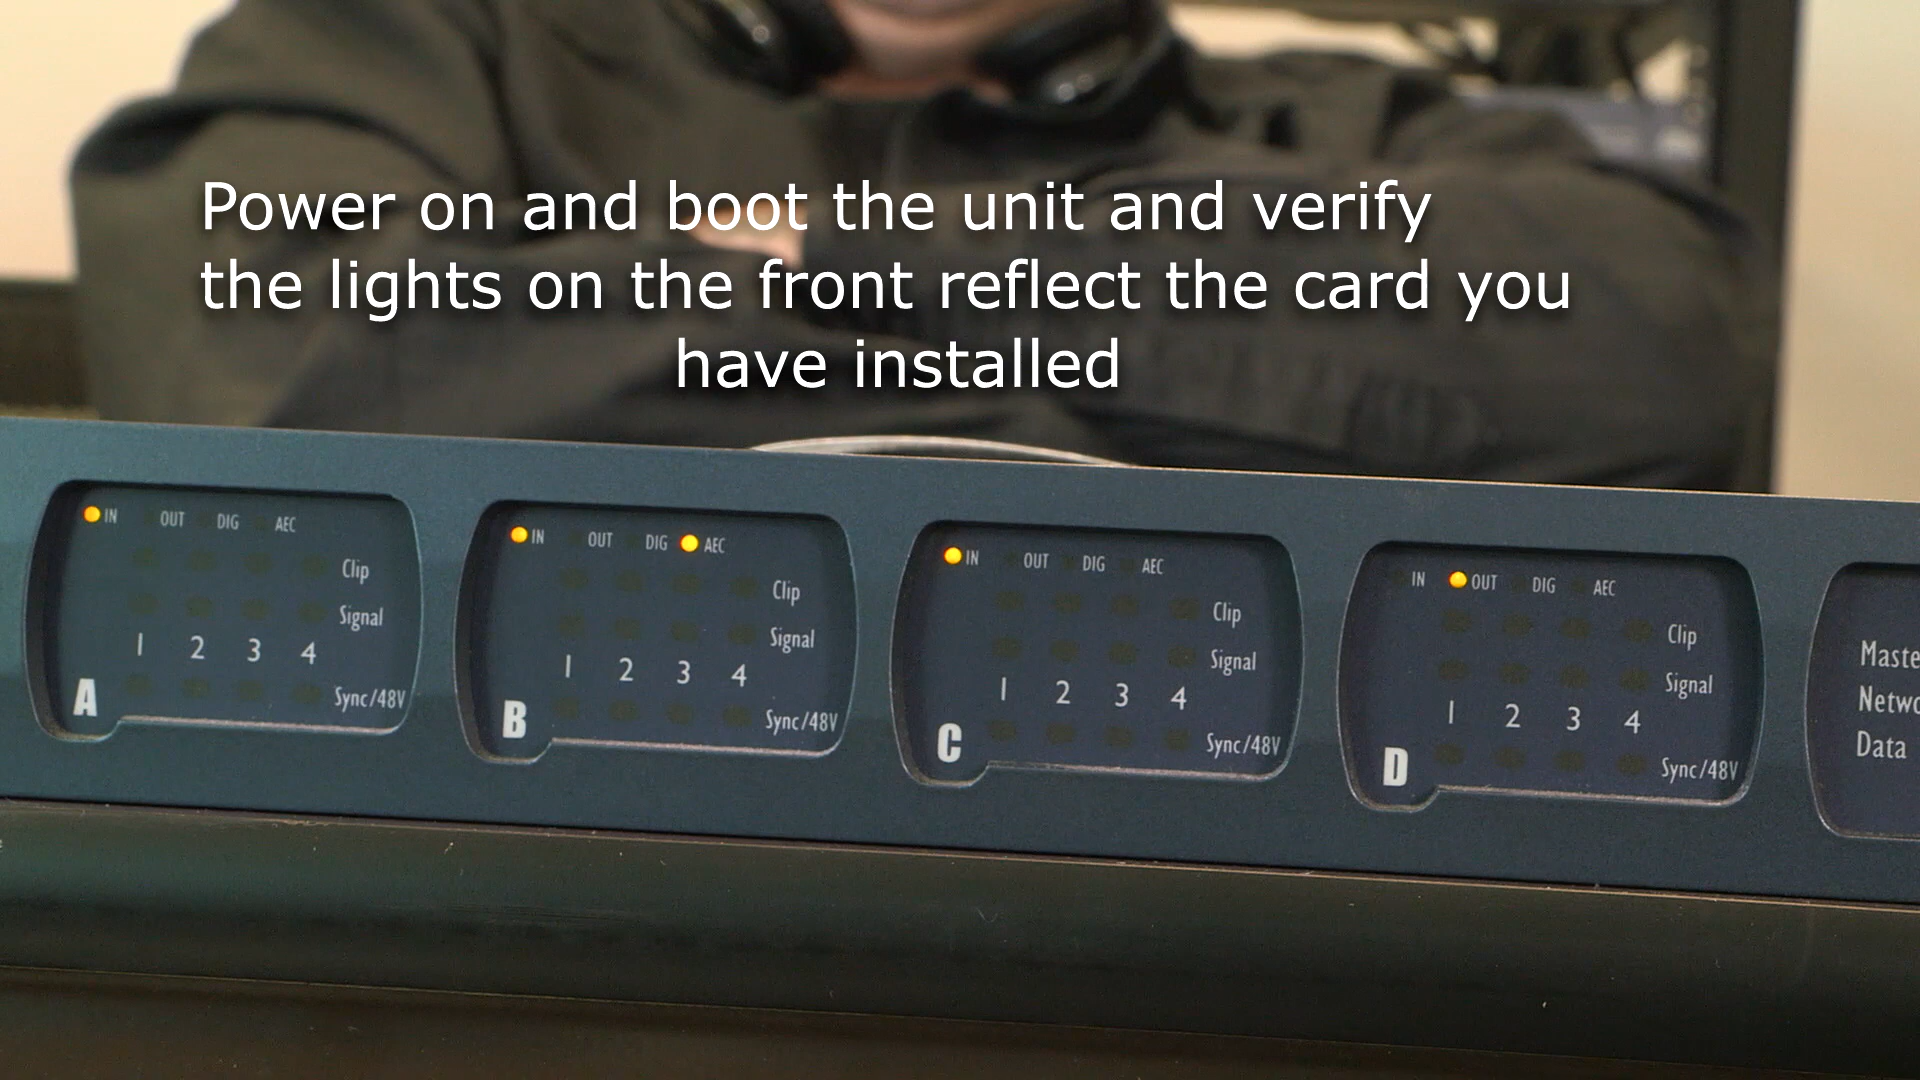 Power on and boot the unit and verify
the lights on the front reflect the card you
have installed
IN OUT DIG AEC
Clip
Signal
1 2 3 4
A
Sync/48V
IN OUT DIG AEC
Clip
Signal
1 2 3 4
B
Sync/48V
IN OUT DIG AEC
Clip
Signal
1 2 3 4
C
Sync/48V
IN OUT DIG AEC
Clip
Signal
1 2 3 4
D
Sync/48V
Maste
Netwo
Data